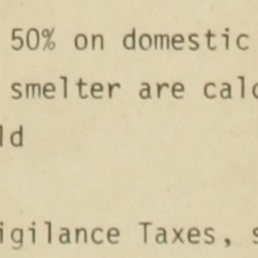 50% on domestic
smelter are calc
ld
igilance Taxes, s